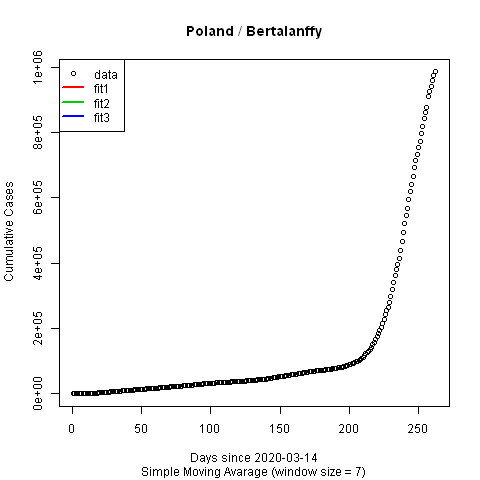 Poland / Bertalanffy
data
fit1
fit2
fit3
Cumulative Cases
1e+06
8e+05
6e+05
4e+05
2e+05
0e+00
0 50 100 150 200 250
Days since 2020-03-14
Simple Moving Avarage (window size = 7)